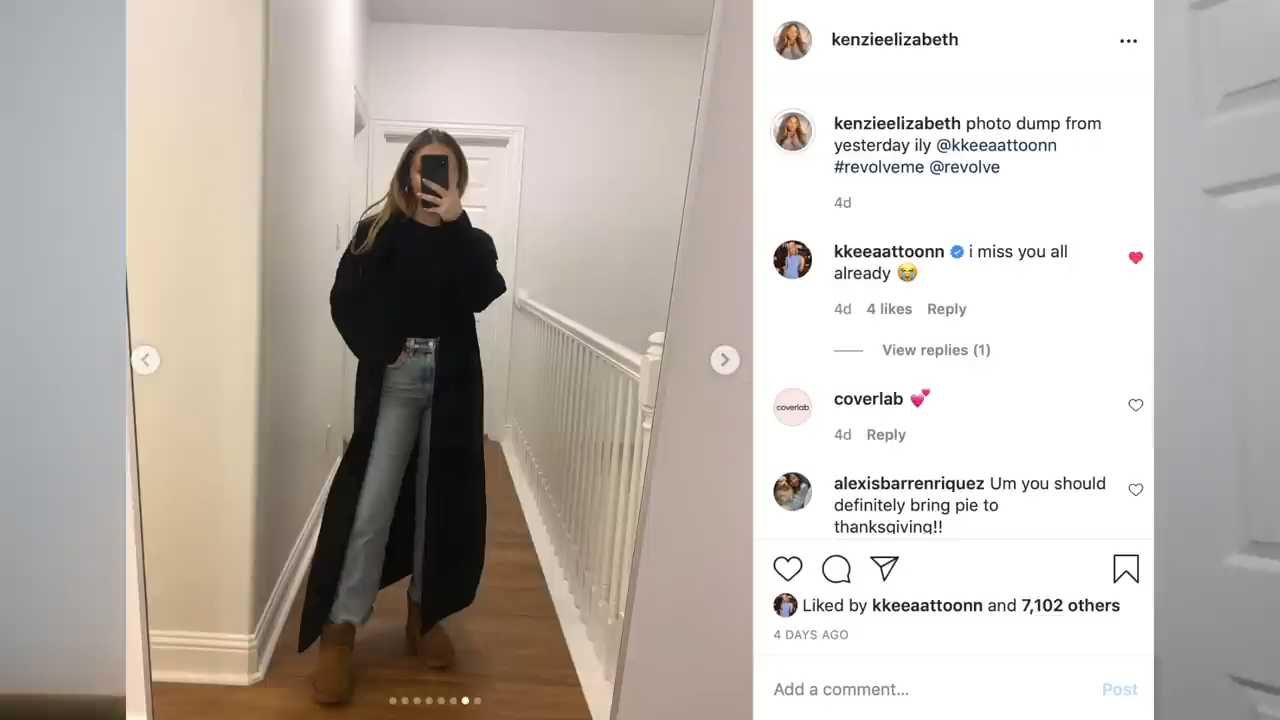 kenzieelizabeth
kenzieelizabeth photo dump from
yesterday ily @kkeeaattoonn
#revolveme @revolve
4d
kkeeaattoonn i miss you all
already 😭
4d 4 likes Reply
View replies (1)
coverlab
coverlab 💕
4d Reply
alexisbarrenriquez Um you should
definitely bring pie to
thanksgiving!!
Liked by kkeeaattoonn and 7,102 others
4 DAYS AGO
Add a comment... Post